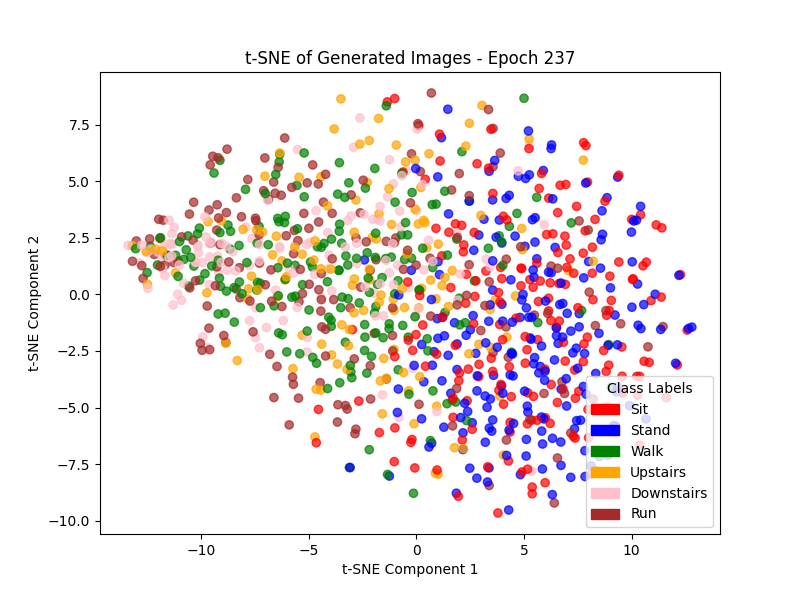 t-SNE of Generated Images - Epoch 237
t-SNE Component 2
7.5
5.0
2.5
0.0
−2.5
−5.0
−7.5
−10.0
Class Labels
Sit
Stand
Walk
Upstairs
Downstairs
Run
−10
−5
0
5
10
t-SNE Component 1